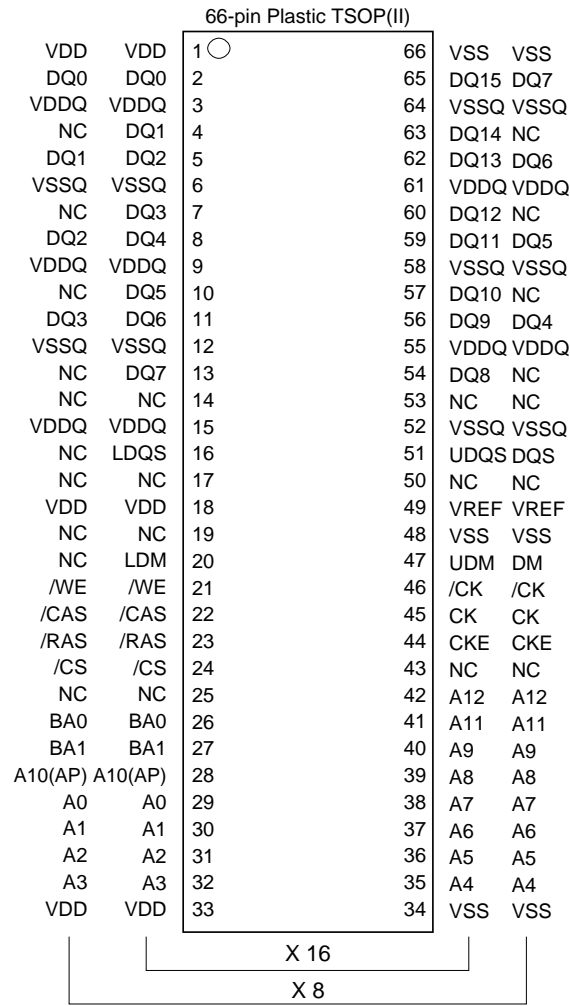 66-pin Plastic TSOP(II)
VDD VDD 1 66 VSS VSS
DQ0 DQ0 2 65 DQ15 DQ7
VDDQ VDDQ 3 64 VSSQ VSSQ
NC DQ1 4 63 DQ14 NC
DQ1 DQ2 5 62 DQ13 DQ6
VSSQ VSSQ 6 61 VDDQ VDDQ
NC DQ3 7 60 DQ12 NC
DQ2 DQ4 8 59 DQ11 DQ5
VDDQ VDDQ 9 58 VSSQ VSSQ
NC DQ5 10 57 DQ10 NC
DQ3 DQ6 11 56 DQ9 DQ4
VSSQ VSSQ 12 55 VDDQ VDDQ
NC DQ7 13 54 DQ8 NC
NC NC 14 53 NC NC
VDDQ VDDQ 15 52 VSSQ VSSQ
NC LDQS 16 51 UDQS DQS
NC NC 17 50 NC NC
VDD VDD 18 49 VREF VREF
NC NC 19 48 VSS VSS
NC LDM 20 47 UDM DM
/WE /WE 21 46 /CK /CK
/CAS /CAS 22 45 CK CK
/RAS /RAS 23 44 CKE CKE
/CS /CS 24 43 NC NC
NC NC 25 42 A12 A12
BA0 BA0 26 41 A11 A11
BA1 BA1 27 40 A9 A9
A10(AP) A10(AP) 28 39 A8 A8
A0 A0 29 38 A7 A7
A1 A1 30 37 A6 A6
A2 A2 31 36 A5 A5
A3 A3 32 35 A4 A4
VDD VDD 33 34 VSS VSS
X 16
X 8